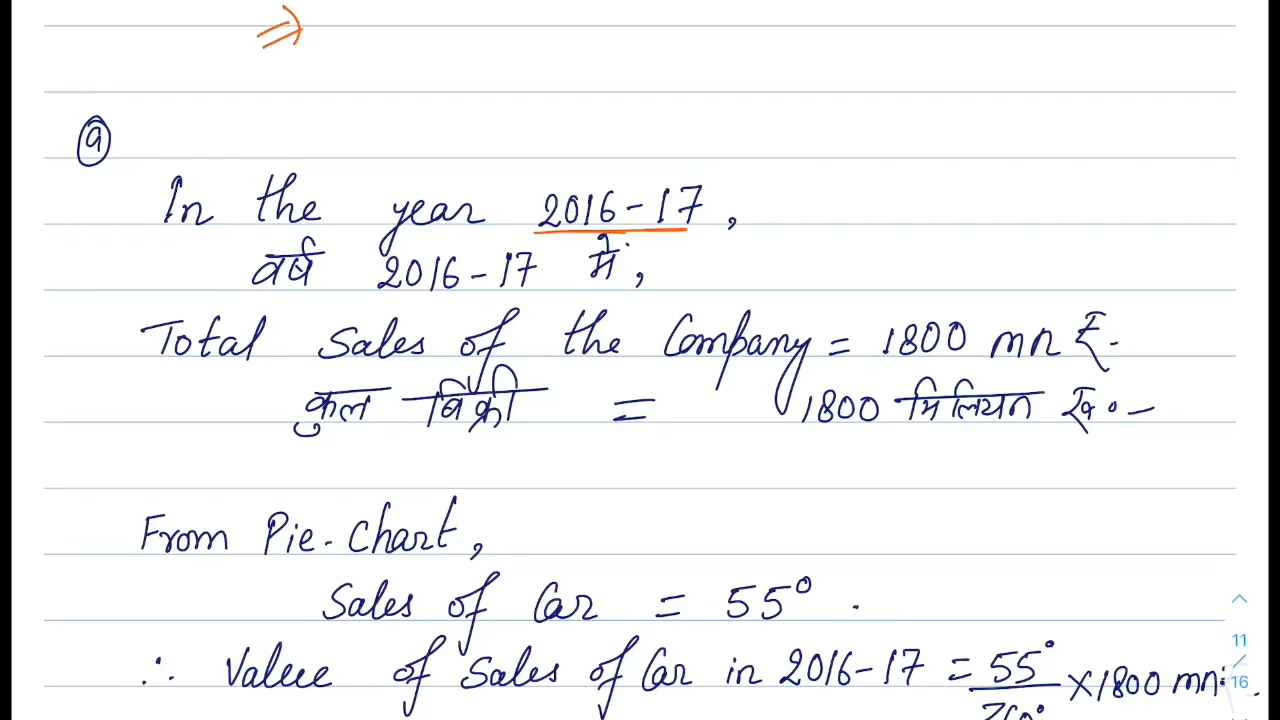 ⇒
(9)
In the year 2016-17,
वर्ष 2016-17 में,
Total Sales of the Company = 1800 mn ₹.
कुल बिक्री = 1800 मिलियन रू०-
From Pie-Chart,
Sales of Car = 55° .
∴ Value of Sales of Car in 2016-17 = 55°/360° × 1800 mn.
11
/
16